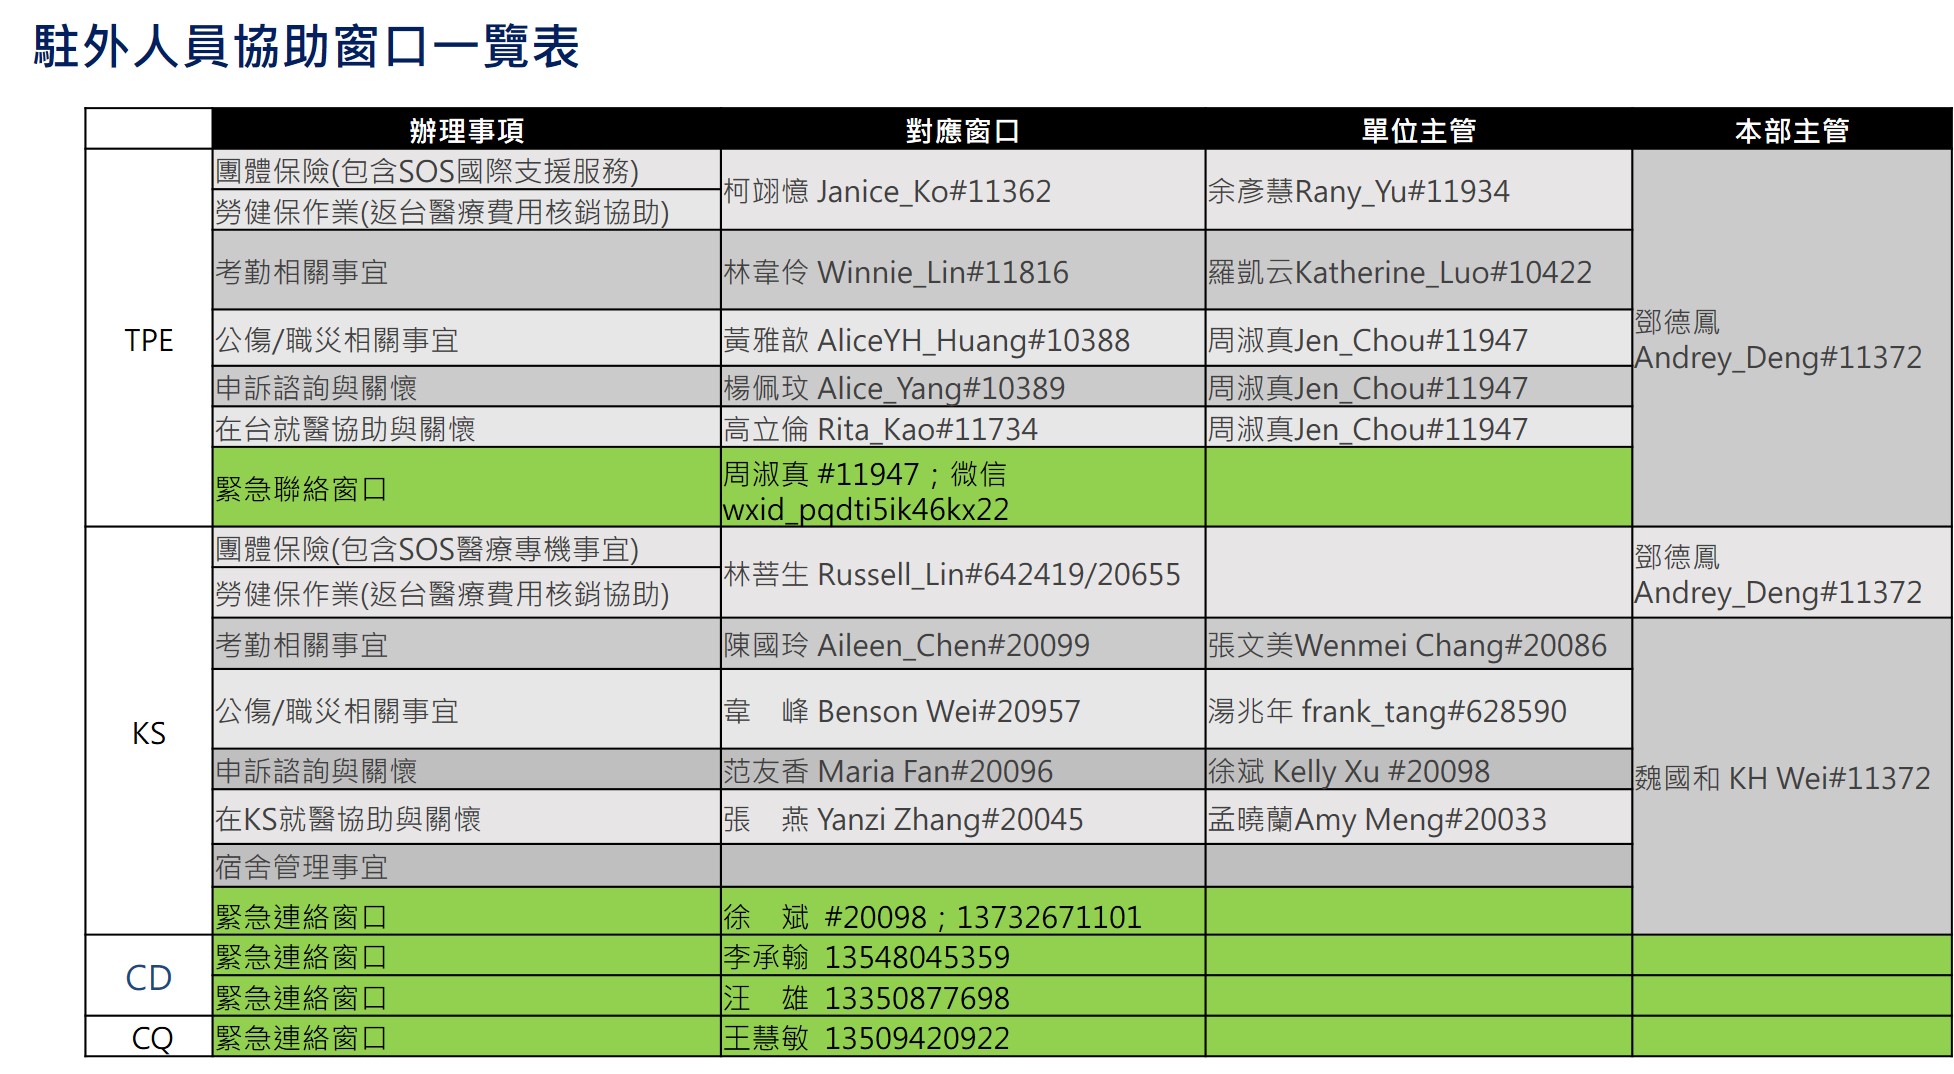 駐外人員協助窗口一覽表
辦理事項 對應窗口 單位主管 本部主管
TPE
團體保險(包含SOS國際支援服務)
勞健保作業(返台醫療費用核銷協助)
柯翊憶 Janice_Ko#11362
余彥慧Rany_Yu#11934
考勤相關事宜 林韋伶 Winnie_Lin#11816 羅凱云Katherine_Luo#10422
公傷/職災相關事宜 黃雅歆 AliceYH_Huang#10388 周淑真Jen_Chou#11947
申訴諮詢與關懷 楊佩玟 Alice_Yang#10389 周淑真Jen_Chou#11947
在台就醫協助與關懷 高立倫 Rita_Kao#11734 周淑真Jen_Chou#11947
緊急聯絡窗口
周淑真 #11947；微信
wxid_pqdti5ik46kx22
鄧德鳳
Andrey_Deng#11372
KS
團體保險(包含SOS醫療專機事宜)
勞健保作業(返台醫療費用核銷協助)
林菩生 Russell_Lin#642419/20655
鄧德鳳
Andrey_Deng#11372
考勤相關事宜 陳國玲 Aileen_Chen#20099 張文美Wenmei Chang#20086
公傷/職災相關事宜 韋　峰 Benson Wei#20957 湯兆年 frank_tang#628590
申訴諮詢與關懷 范友香 Maria Fan#20096 徐斌 Kelly Xu #20098
在KS就醫協助與關懷 張　燕 Yanzi Zhang#20045 孟曉蘭Amy Meng#20033
宿舍管理事宜
緊急連絡窗口 徐　斌 #20098；13732671101
魏國和 KH Wei#11372
CD
緊急連絡窗口 李承翰 13548045359
緊急連絡窗口 汪　雄 13350877698
CQ 緊急連絡窗口 王慧敏 13509420922